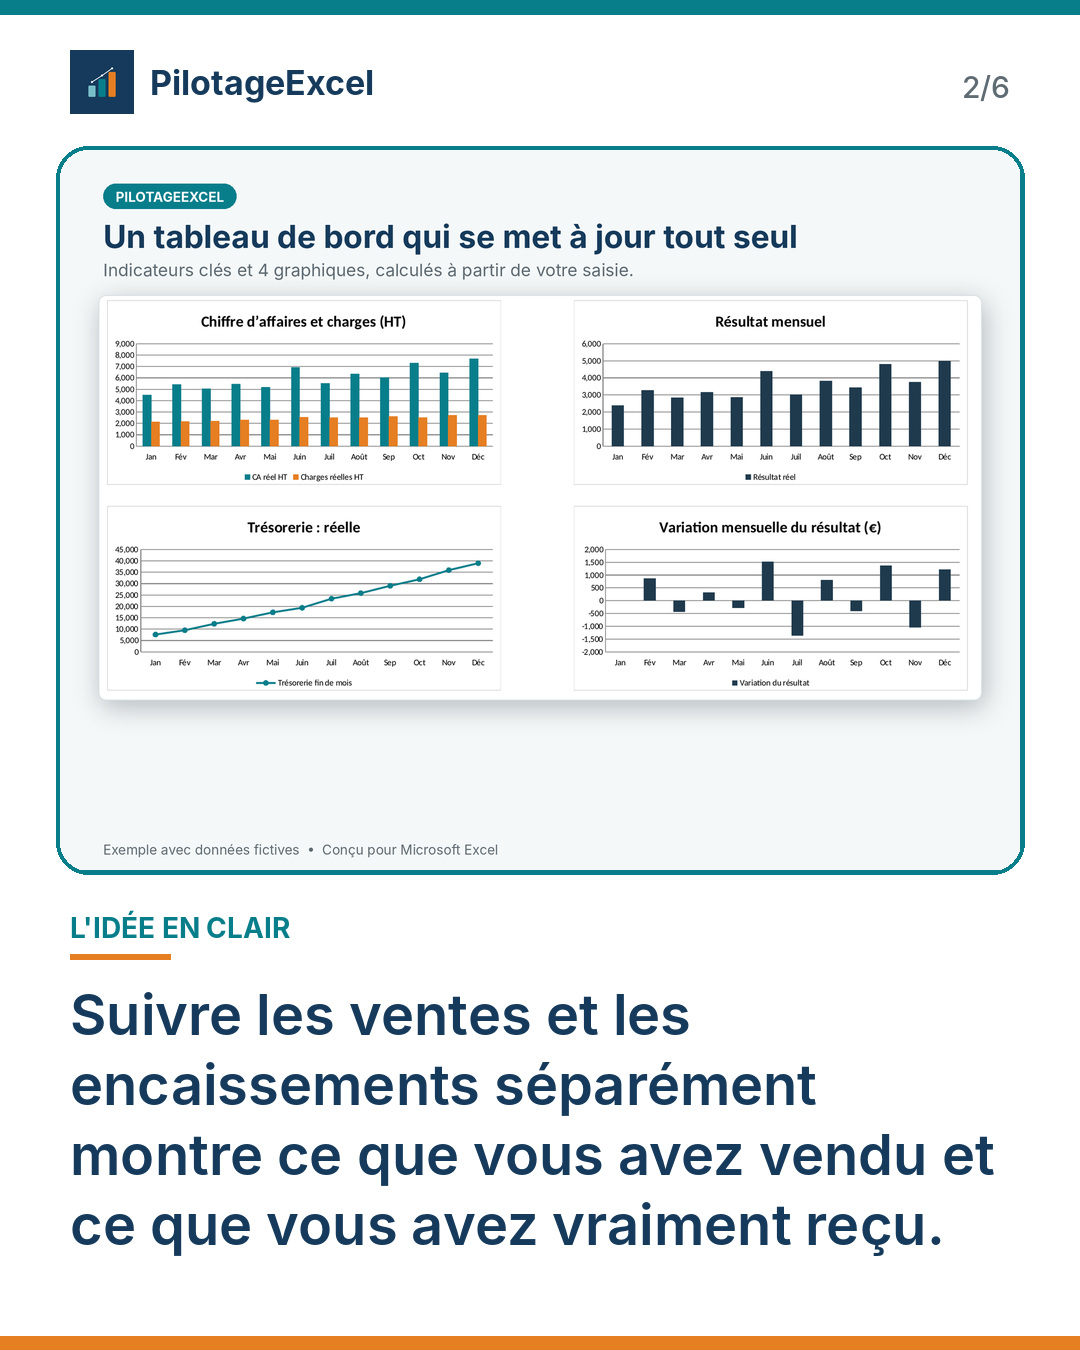 PilotageExcel
2/6
PILOTAGEEXCEL
Un tableau de bord qui se met à jour tout seul
Indicateurs clés et 4 graphiques, calculés à partir de votre saisie.
Chiffre d’affaires et charges (HT)
9,000
8,000
7,000
6,000
5,000
4,000
3,000
2,000
1,000
0
Jan Fév Mar Avr Mai Juin Juil Août Sep Oct Nov Déc
CA réel HT Charges réelles HT
Résultat mensuel
6,000
5,000
4,000
3,000
2,000
1,000
0
Jan Fév Mar Avr Mai Juin Juil Août Sep Oct Nov Déc
Résultat réel
Trésorerie : réelle
45,000
40,000
35,000
30,000
25,000
20,000
15,000
10,000
5,000
0
Jan Fév Mar Avr Mai Juin Juil Août Sep Oct Nov Déc
Trésorerie fin de mois
Variation mensuelle du résultat (€)
2,000
1,500
1,000
500
0
-500
-1,000
-1,500
-2,000
Jan Fév Mar Avr Mai Juin Juil Août Sep Oct Nov Déc
Variation du résultat
Exemple avec données fictives • Conçu pour Microsoft Excel
L'IDÉE EN CLAIR
Suivre les ventes et les
encaissements séparément
montre ce que vous avez vendu et
ce que vous avez vraiment reçu.